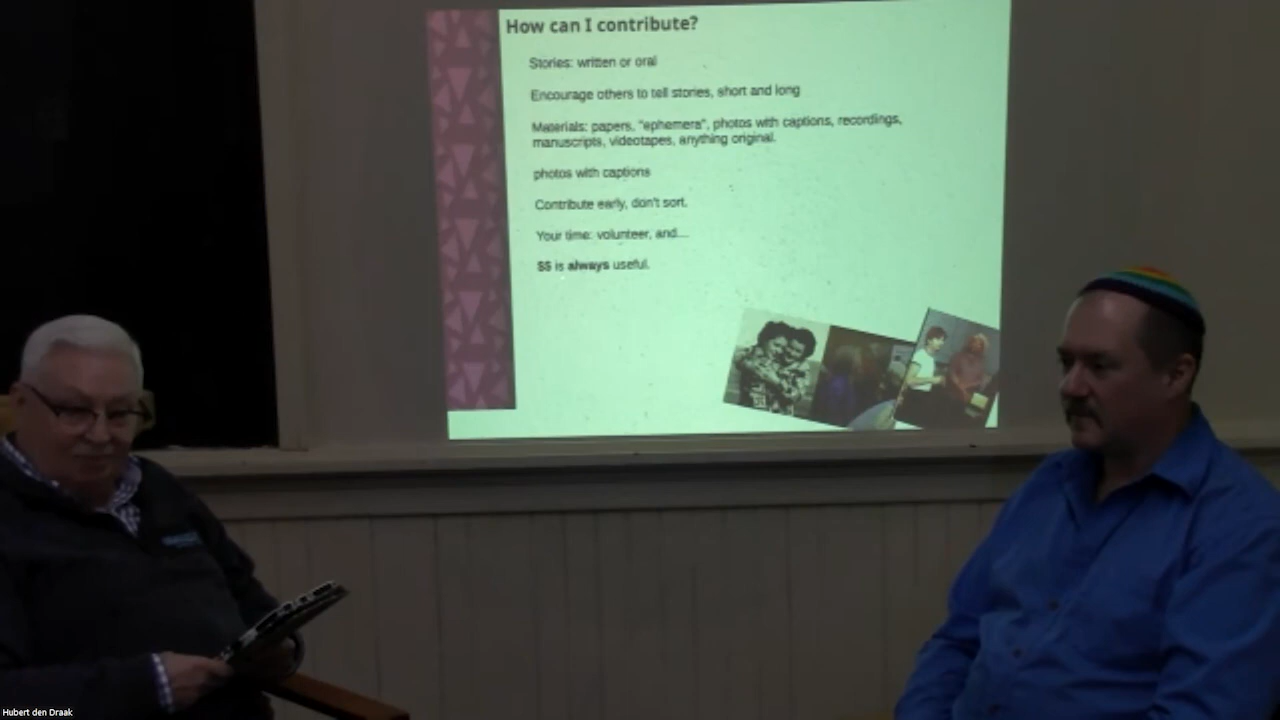 How can I contribute?
Stories: written or oral
Encourage others to tell stories, short and long
Materials: papers, "ephemera", photos with captions, recordings,
manuscripts, videotapes, anything original.
photos with captions
Contribute early, don't sort.
Your time: volunteer, and...
$$ is always useful.
Hubert den Draak